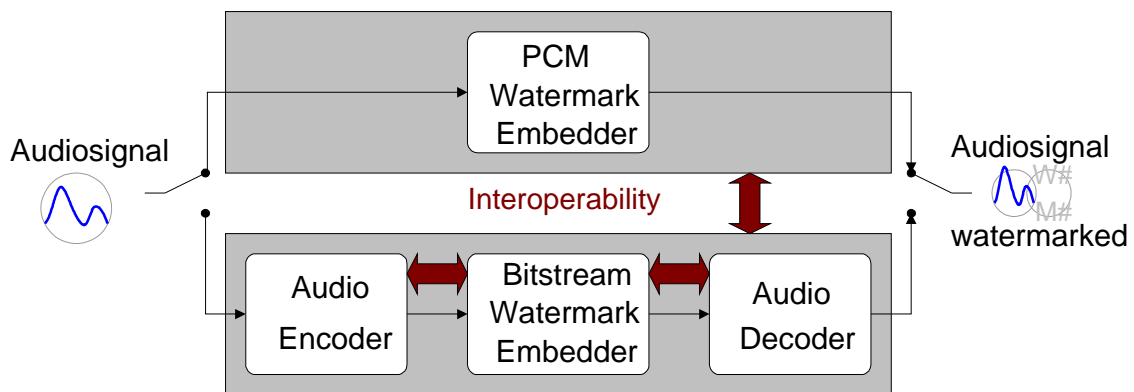 PCM
Watermark
Embedder
Audiosignal
Audiosignal
W#
M#
watermarked
Interoperability
Audio
Encoder
Bitstream
Watermark
Embedder
Audio
Decoder